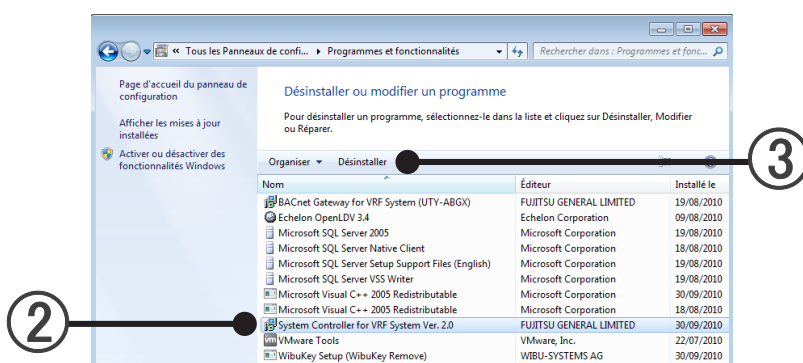 « Tous les Panneaux de confi... ▸ Programmes et fonctionnalités
Rechercher dans : Programmes et fonc...
Page d'accueil du panneau de
configuration
Afficher les mises à jour
installées
Activer ou désactiver des
fonctionnalités Windows
Désinstaller ou modifier un programme
Pour désinstaller un programme, sélectionnez-le dans la liste et cliquez sur Désinstaller, Modifier
ou Réparer.
Organiser Désinstaller
3
Nom Éditeur Installé le
BACnet Gateway for VRF System (UTY-ABGX) FUJITSU GENERAL LIMITED 19/08/2010
Echelon OpenLDV 3.4 Echelon Corporation 09/08/2010
Microsoft SQL Server 2005 Microsoft Corporation 19/08/2010
Microsoft SQL Server Native Client Microsoft Corporation 18/08/2010
Microsoft SQL Server Setup Support Files (English) Microsoft Corporation 19/08/2010
Microsoft SQL Server VSS Writer Microsoft Corporation 19/08/2010
Microsoft Visual C++ 2005 Redistributable Microsoft Corporation 30/09/2010
Microsoft Visual C++ 2005 Redistributable Microsoft Corporation 18/08/2010
2
System Controller for VRF System Ver. 2.0 FUJITSU GENERAL LIMITED 30/09/2010
VMware Tools VMware, Inc. 22/07/2010
WibuKey Setup (WibuKey Remove) WIBU-SYSTEMS AG 30/09/2010